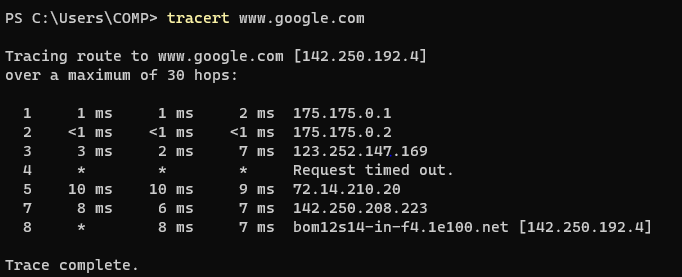 PS C:\Users\COMP> tracert www.google.com
Tracing route to www.google.com [142.250.192.4]
over a maximum of 30 hops:
1 1 ms 1 ms 2 ms 175.175.0.1
2 <1 ms <1 ms <1 ms 175.175.0.2
3 3 ms 2 ms 7 ms 123.252.147.169
4 * * * Request timed out.
5 10 ms 10 ms 9 ms 72.14.210.20
7 8 ms 6 ms 7 ms 142.250.208.223
8 * 8 ms 7 ms bom12s14-in-f4.1e100.net [142.250.192.4]
Trace complete.